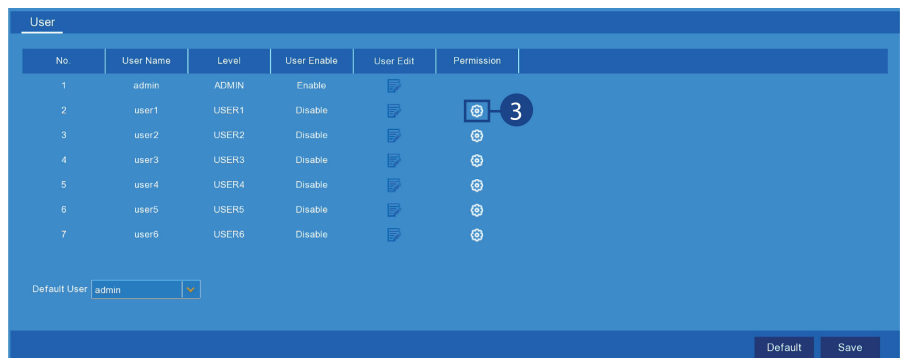 User
No. User Name Level User Enable User Edit Permission
1 admin ADMIN Enable
2 user1 USER1 Disable 3
3 user2 USER2 Disable
4 user3 USER3 Disable
5 user4 USER4 Disable
6 user5 USER5 Disable
7 user6 USER6 Disable
Default User admin
Default Save